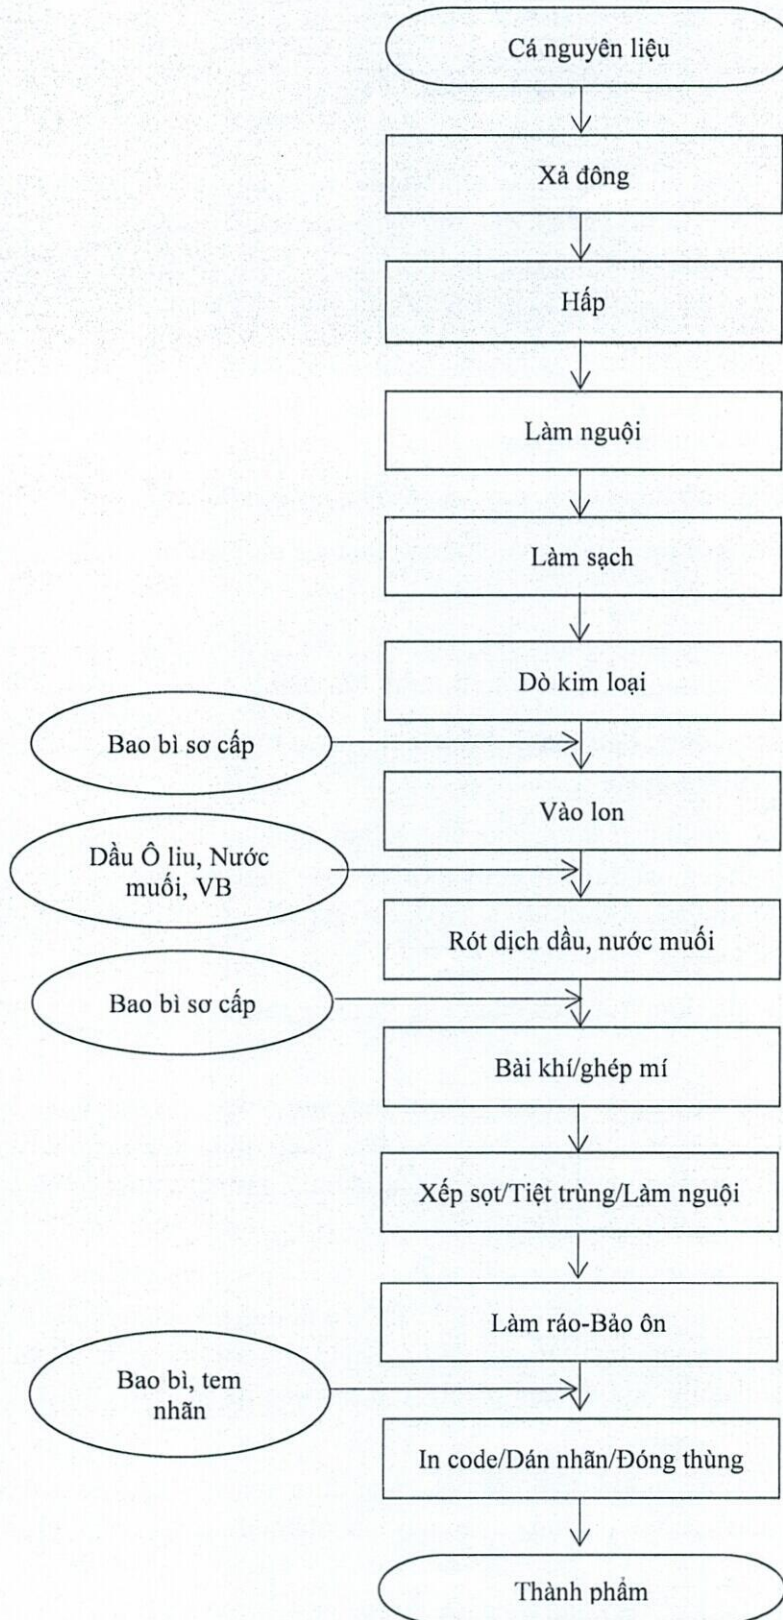 Cá nguyên liệu
Xả đông
Hấp
Làm nguội
Làm sạch
Dò kim loại
Bao bì sơ cấp
Vào lon
Dầu Ô liu, Nước
muối, VB
Rót dịch dầu, nước muối
Bao bì sơ cấp
Bài khí/ghép mí
Xếp sọt/Tiệt trùng/Làm nguội
Làm ráo-Bảo ôn
Bao bì, tem
nhãn
In code/Dán nhãn/Đóng thùng
Thành phẩm